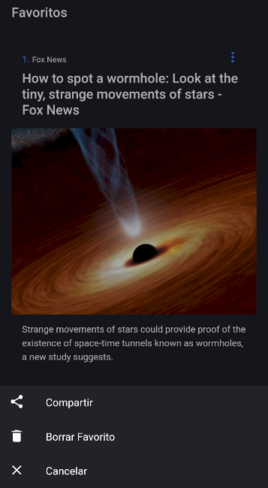 Favoritos
1. Fox News
How to spot a wormhole: Look at the
tiny, strange movements of stars -
Fox News
Strange movements of stars could provide proof of the
existence of space-time tunnels known as wormholes,
a new study suggests.
Compartir
Borrar Favorito
Cancelar